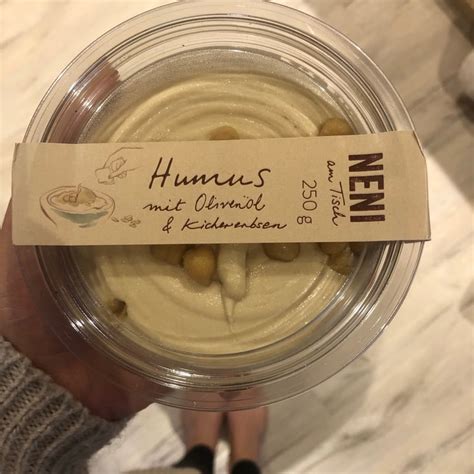 Humus
mit Olivenöl
& Kichererbsen
250 g
am Tisch
NENI